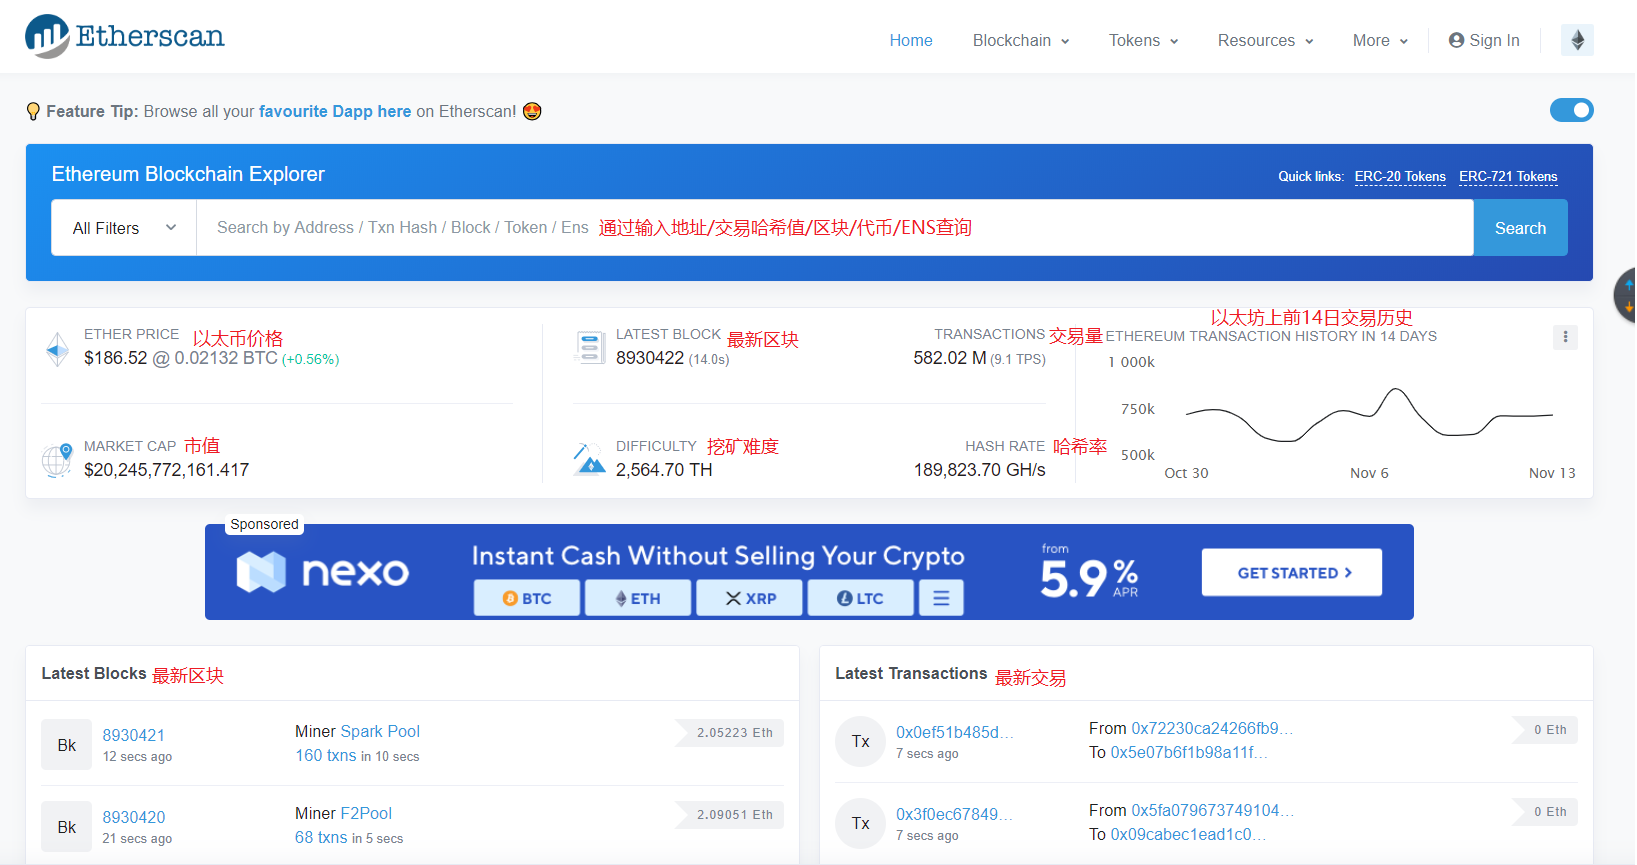 Etherscan
Home Blockchain Tokens Resources More Sign In
Feature Tip: Browse all your favourite Dapp here on Etherscan!
Ethereum Blockchain Explorer
Quick links: ERC-20 Tokens ERC-721 Tokens
All Filters Search by Address / Txn Hash / Block / Token / Ens 通过输入地址/交易哈希值/区块/代币/ENS查询 Search
ETHER PRICE 以太币价格
$186.52 @ 0.02132 BTC (+0.56%)
MARKET CAP 市值
$20,245,772,161.417
LATEST BLOCK 最新区块
8930422 (14.0s)
TRANSACTIONS 交易量
582.02 M (9.1 TPS)
DIFFICULTY 挖矿难度
2,564.70 TH
HASH RATE 哈希率
189,823.70 GH/s
以太坊上前14日交易历史
ETHEREUM TRANSACTION HISTORY IN 14 DAYS
1 000k
750k
500k
Oct 30 Nov 6 Nov 13
Sponsored
nexo
Instant Cash Without Selling Your Crypto
BTC ETH XRP LTC
from
5.9% APR
GET STARTED
Latest Blocks 最新区块
Bk 8930421 Miner Spark Pool 2.05223 Eth
12 secs ago 160 txns in 10 secs
Bk 8930420 Miner F2Pool 2.09051 Eth
21 secs ago 68 txns in 5 secs
Latest Transactions 最新交易
Tx 0x0ef51b485d... From 0x72230ca24266fb9... 0 Eth
7 secs ago To 0x5e07b6f1b98a11f...
Tx 0x3f0ec67849... From 0x5fa079673749104... 0 Eth
7 secs ago To 0x09cabec1ead1c0...